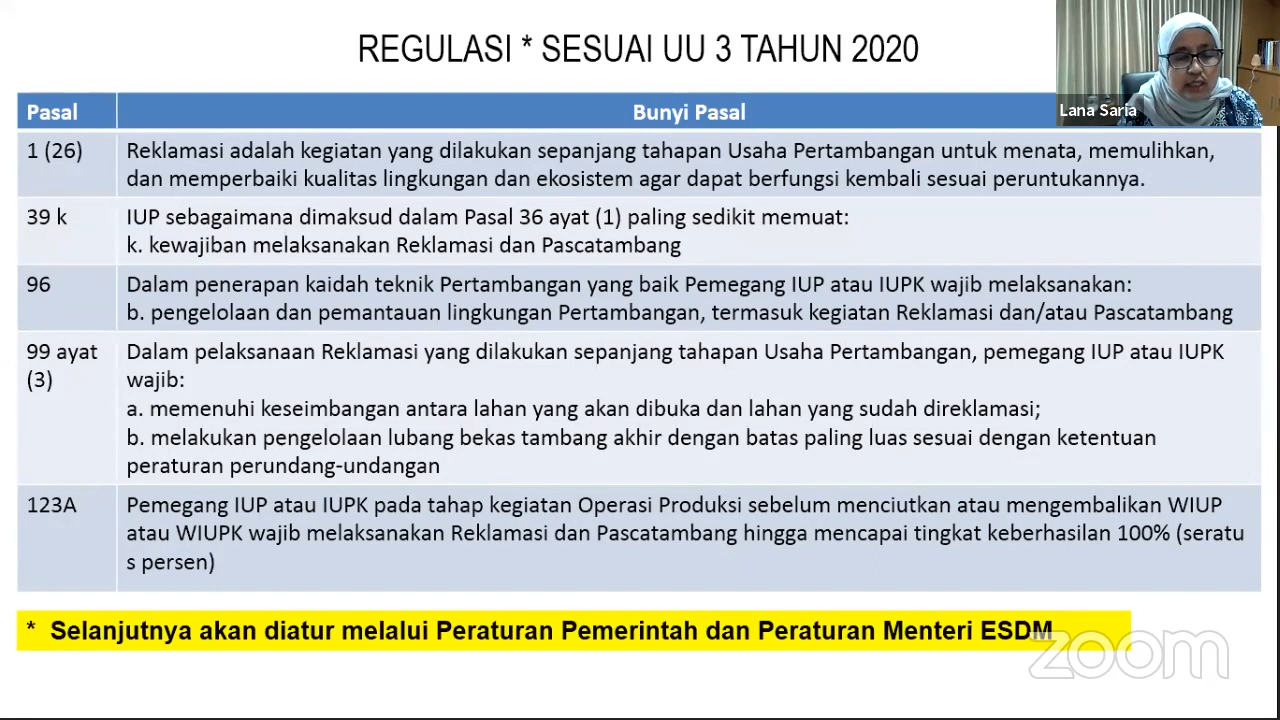 REGULASI * SESUAI UU 3 TAHUN 2020
Lana Saria
Pasal
Bunyi Pasal
1 (26)
Reklamasi adalah kegiatan yang dilakukan sepanjang tahapan Usaha Pertambangan untuk menata, memulihkan,
dan memperbaiki kualitas lingkungan dan ekosistem agar dapat berfungsi kembali sesuai peruntukannya.
39 k
IUP sebagaimana dimaksud dalam Pasal 36 ayat (1) paling sedikit memuat:
k. kewajiban melaksanakan Reklamasi dan Pascatambang
96
Dalam penerapan kaidah teknik Pertambangan yang baik Pemegang IUP atau IUPK wajib melaksanakan:
b. pengelolaan dan pemantauan lingkungan Pertambangan, termasuk kegiatan Reklamasi dan/atau Pascatambang
99 ayat
(3)
Dalam pelaksanaan Reklamasi yang dilakukan sepanjang tahapan Usaha Pertambangan, pemegang IUP atau IUPK
wajib:
a. memenuhi keseimbangan antara lahan yang akan dibuka dan lahan yang sudah direklamasi;
b. melakukan pengelolaan lubang bekas tambang akhir dengan batas paling luas sesuai dengan ketentuan
peraturan perundang-undangan
123A
Pemegang IUP atau IUPK pada tahap kegiatan Operasi Produksi sebelum menciutkan atau mengembalikan WIUP
atau WIUPK wajib melaksanakan Reklamasi dan Pascatambang hingga mencapai tingkat keberhasilan 100% (seratu
s persen)
* Selanjutnya akan diatur melalui Peraturan Pemerintah dan Peraturan Menteri ESDM
zoom